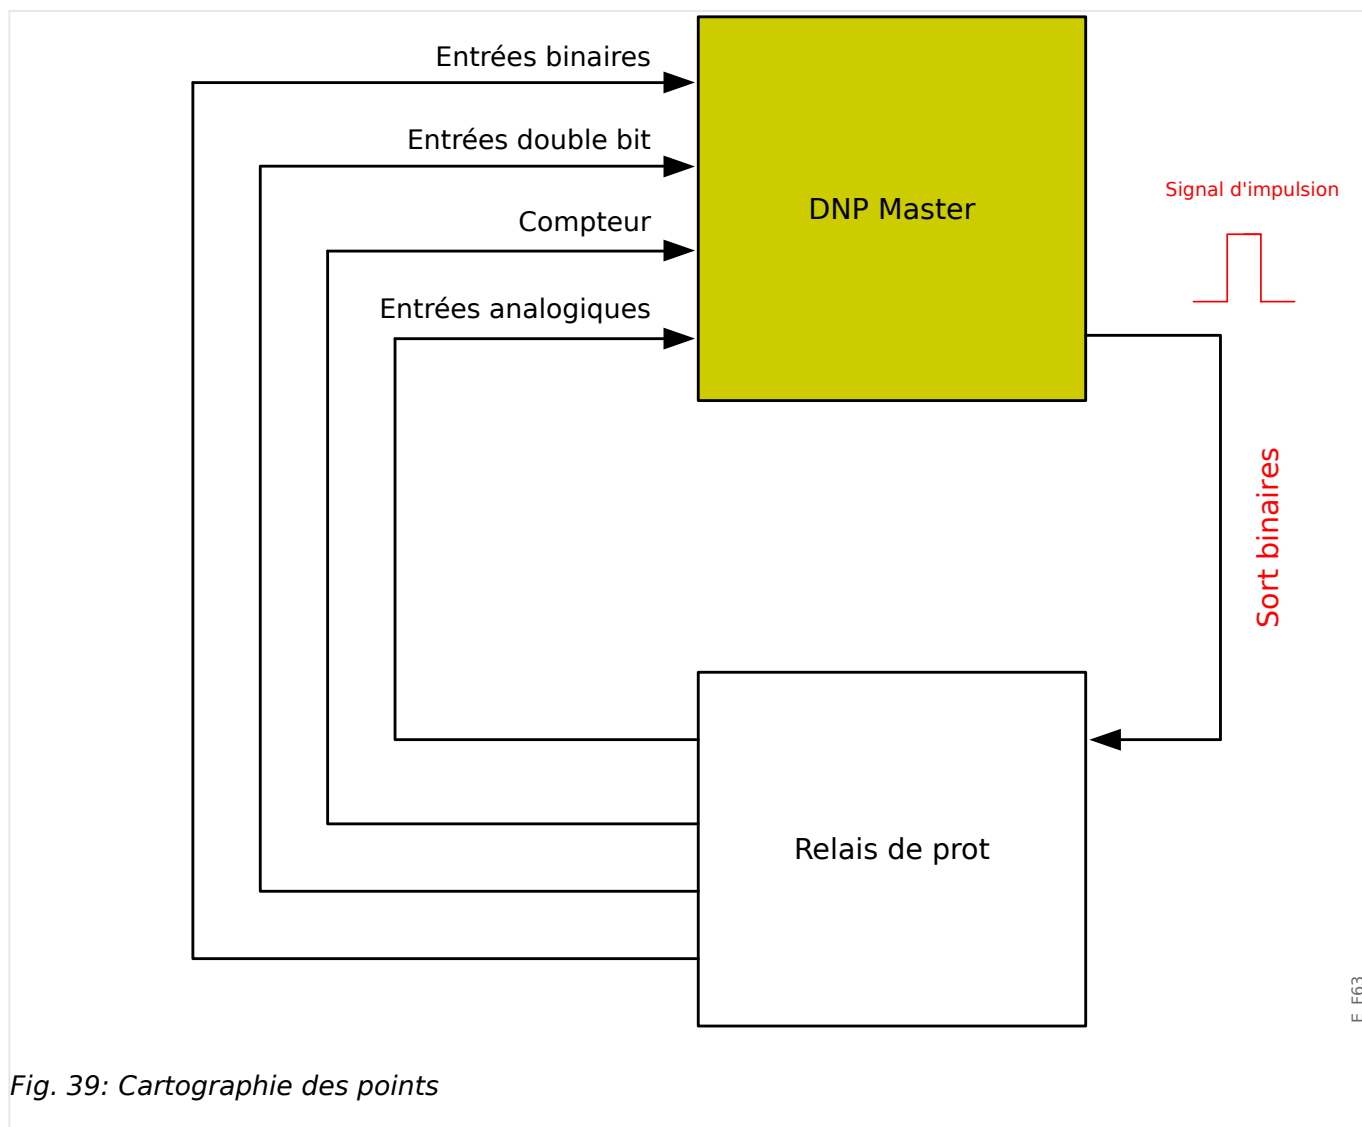 Entrées binaires
Entrées double bit
Compteur
Entrées analogiques
DNP Master
Signal d'impulsion
Sort binaires
Relais de prot
Fig. 39: Cartographie des points